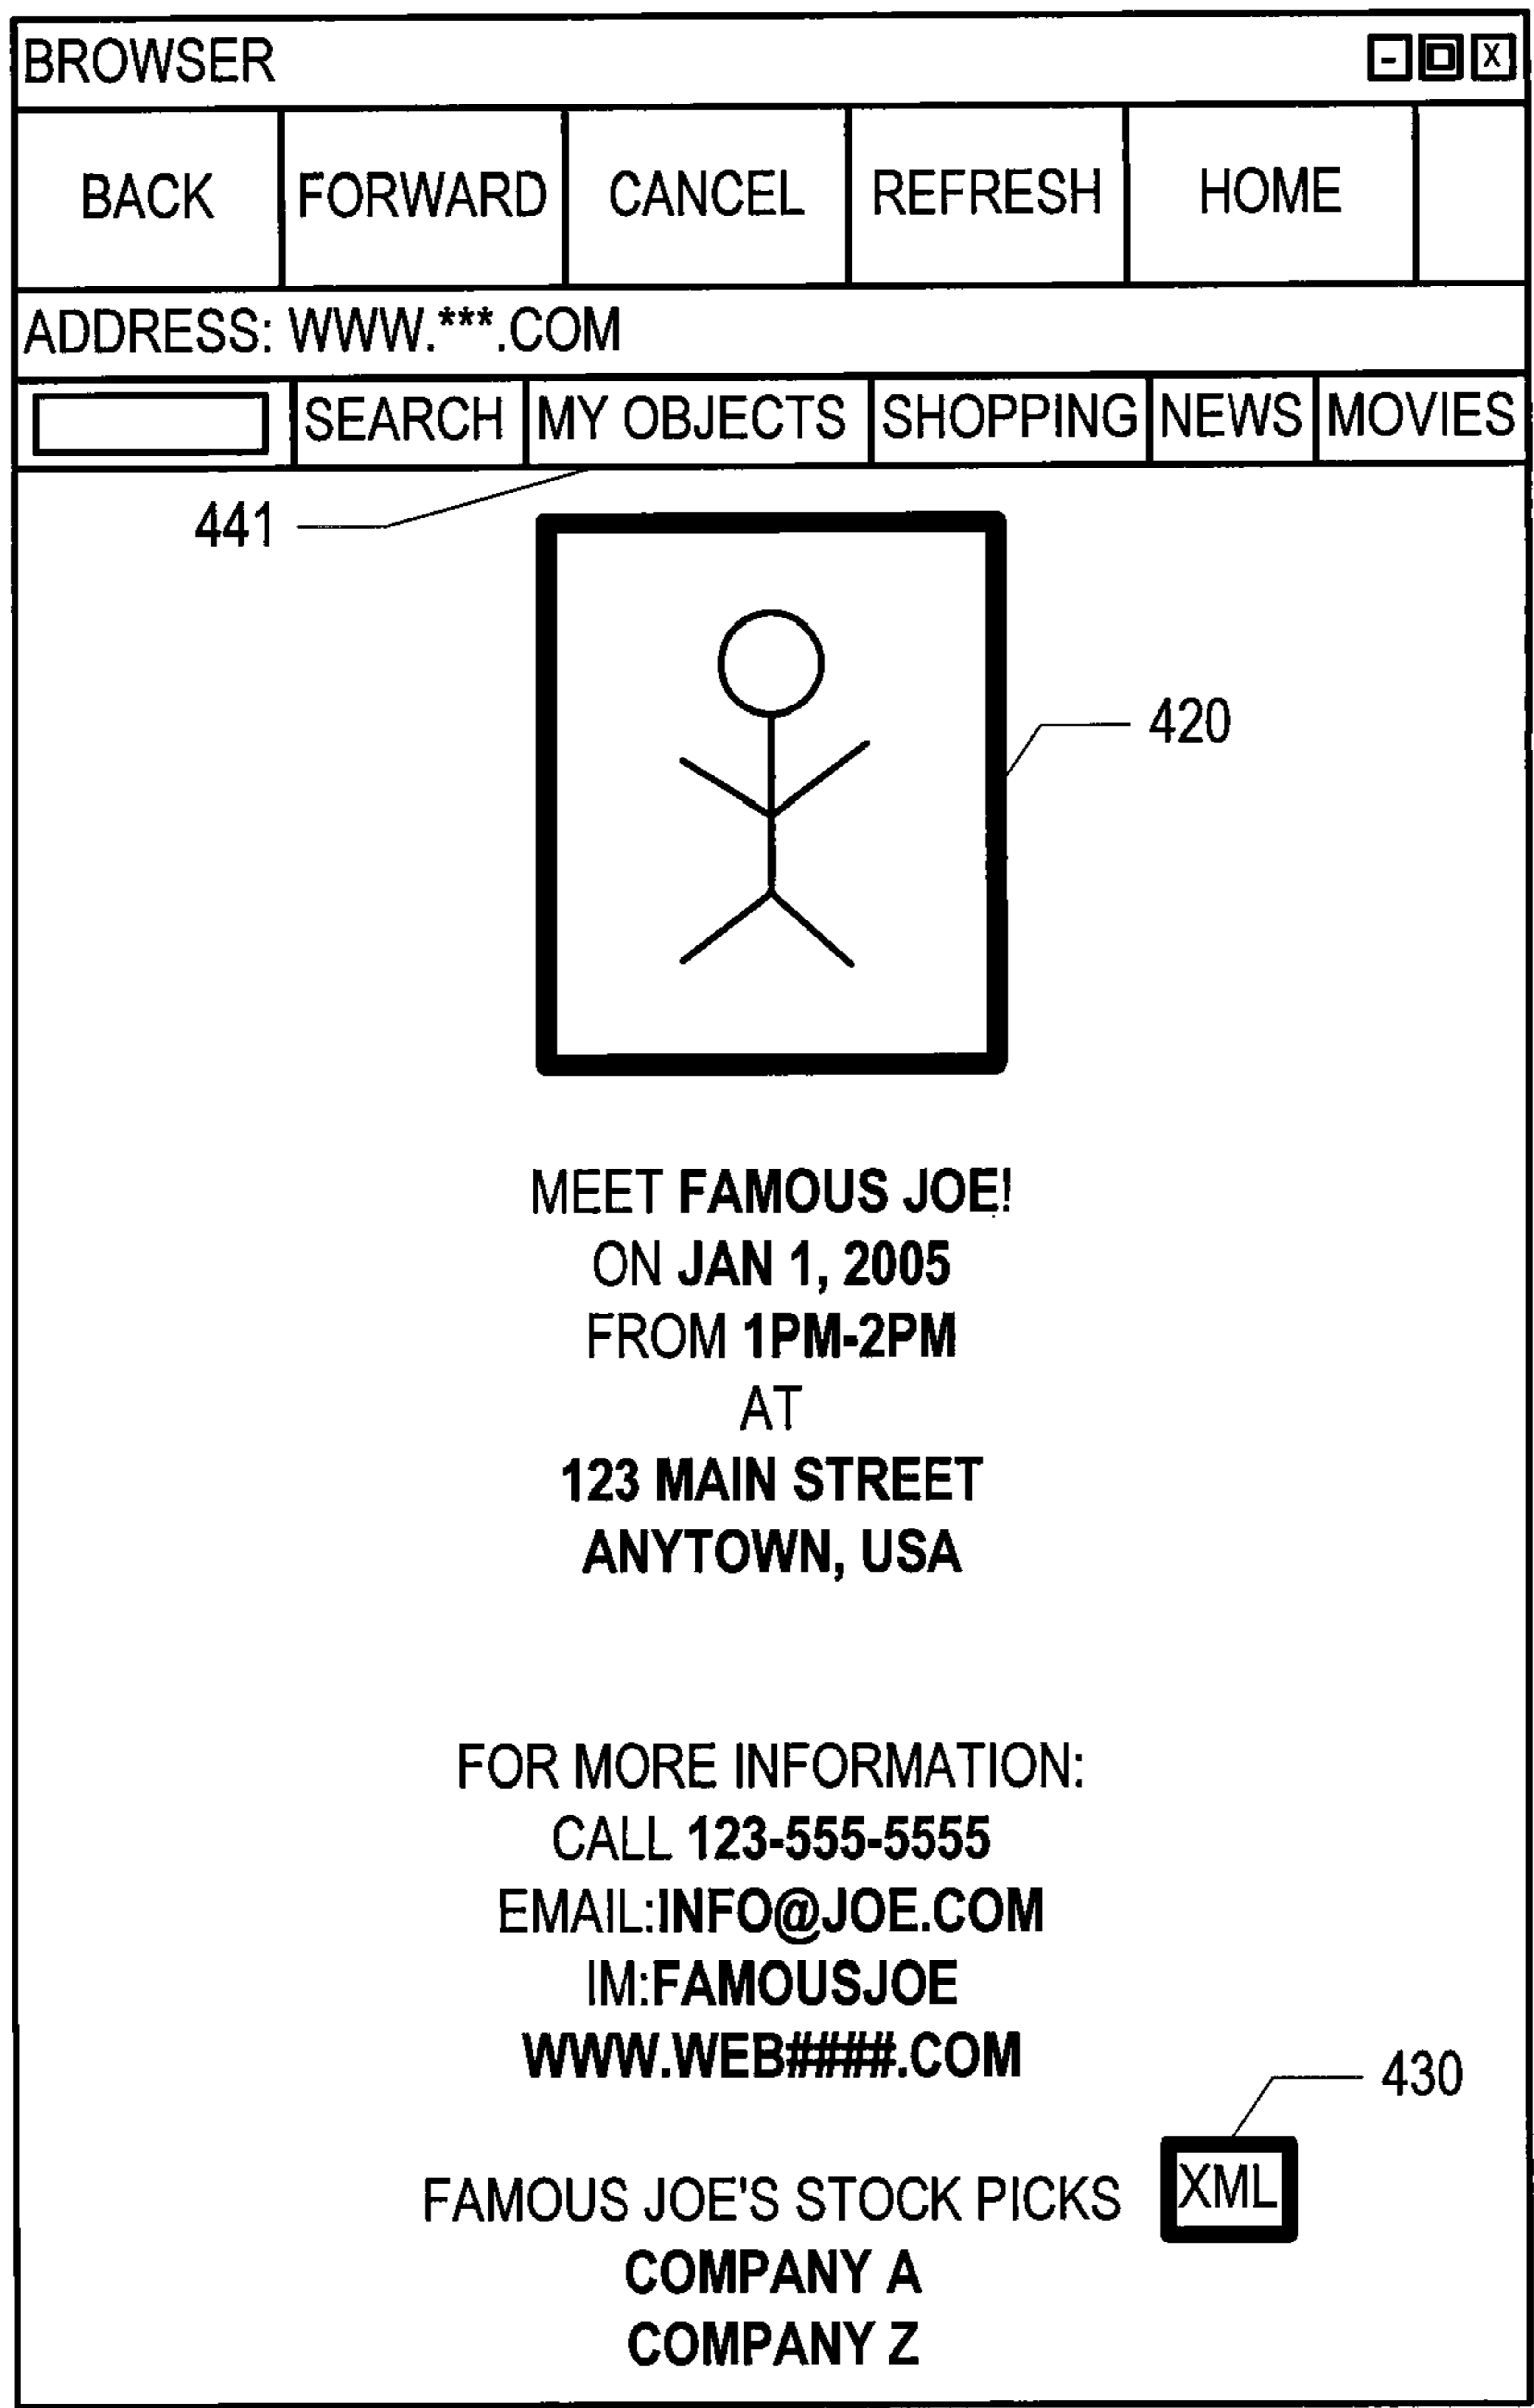 BROWSER - X
BACK FORWARD CANCEL REFRESH HOME
ADDRESS: WWW.***.COM
SEARCH MY OBJECTS SHOPPING NEWS MOVIES
441
420
MEET FAMOUS JOE!
ON JAN 1, 2005
FROM 1PM-2PM
AT
123 MAIN STREET
ANYTOWN, USA
FOR MORE INFORMATION:
CALL 123-555-5555
EMAIL:INFO@JOE.COM
IM:FAMOUSJOE
WWW.WEB####.COM
430
FAMOUS JOE'S STOCK PICKS XML
COMPANY A
COMPANY Z